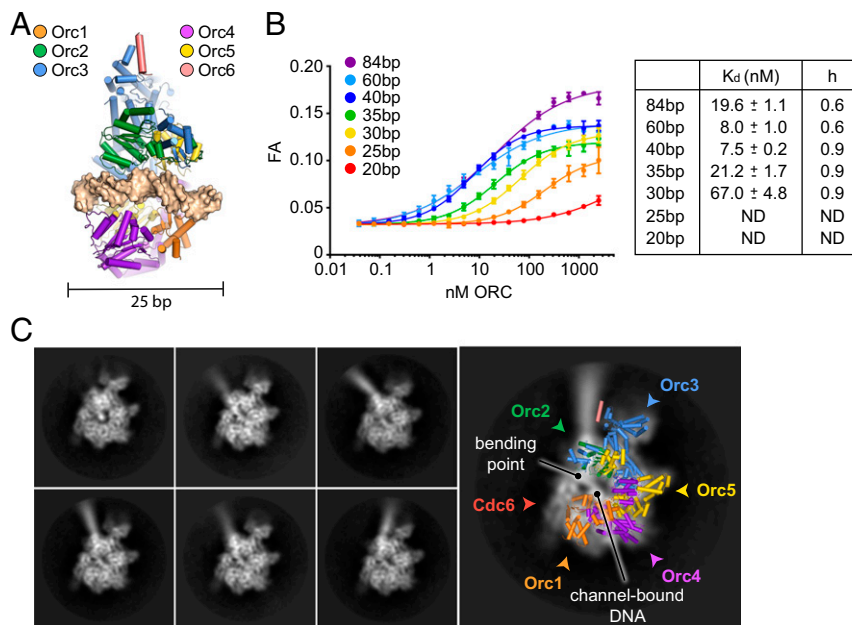 A
Orc1
Orc2
Orc3
Orc4
Orc5
Orc6
25 bp
B
84bp
60bp
40bp
35bp
30bp
25bp
20bp
FA
0.20
0.15
0.10
0.05
0
0.01
0.1
1
10
100
1000
nM ORC
Kd (nM) h
84bp 19.6 ± 1.1 0.6
60bp 8.0 ± 1.0 0.6
40bp 7.5 ± 0.2 0.9
35bp 21.2 ± 1.7 0.9
30bp 67.0 ± 4.8 0.9
25bp ND ND
20bp ND ND
C
Orc3
Orc2
bending
point
Cdc6
Orc5
Orc1
Orc4
channel-bound
DNA